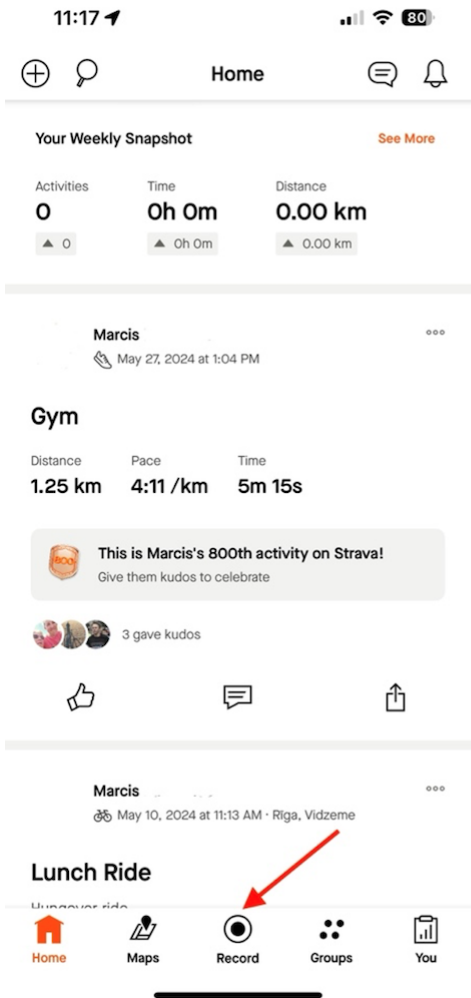 11:17
80
Home
Your Weekly Snapshot
See More
Activities
Time
Distance
0
0h 0m
0.00 km
0
0h 0m
0.00 km
Marcis
May 27, 2024 at 1:04 PM
Gym
Distance
Pace
Time
1.25 km
4:11 /km
5m 15s
800
This is Marcis's 800th activity on Strava!
Give them kudos to celebrate
3 gave kudos
Marcis
May 10, 2024 at 11:13 AM · Rīga, Vidzeme
Lunch Ride
Hungover ride
Home
Maps
Record
Groups
You